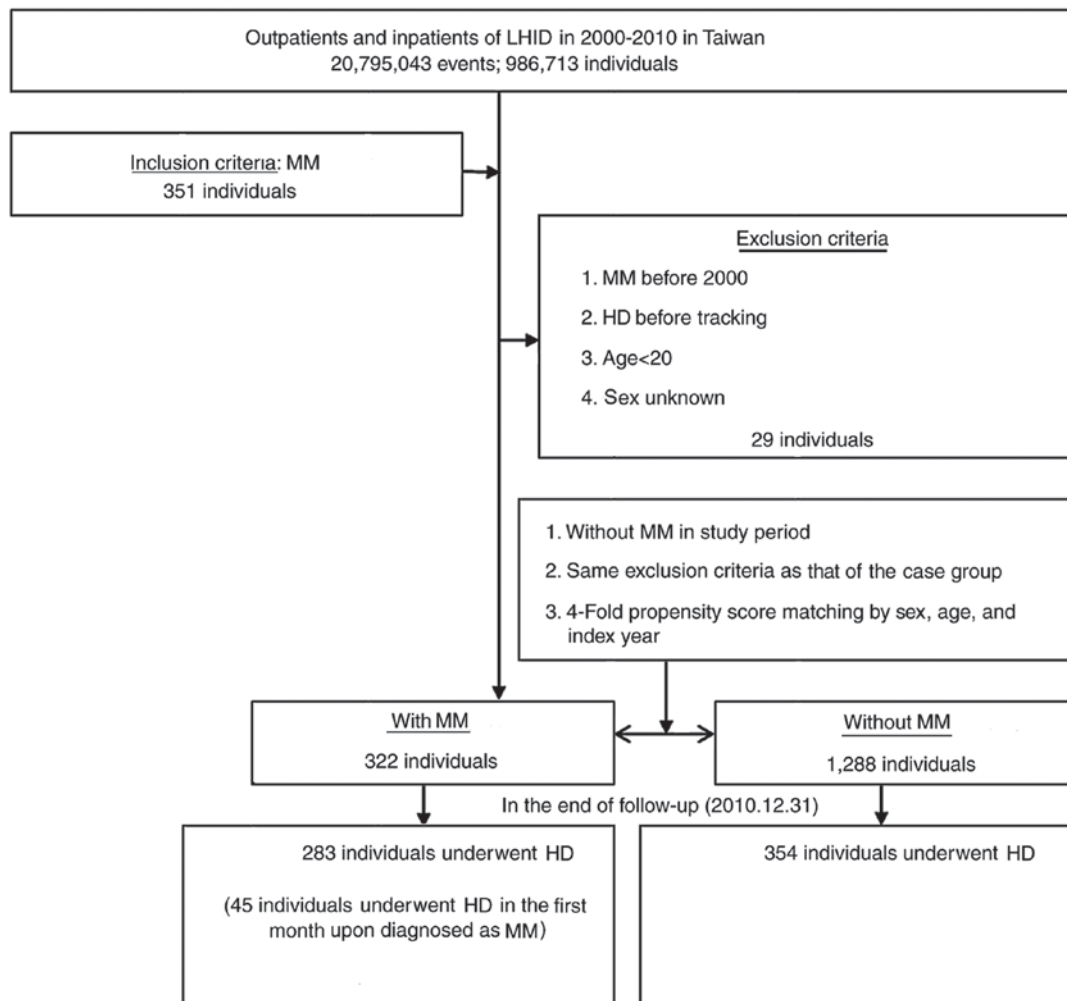 Outpatients and inpatients of LHID in 2000-2010 in Taiwan
20,795,043 events; 986,713 individuals
Inclusion criteria: MM
351 individuals
Exclusion criteria
1. MM before 2000
2. HD before tracking
3. Age<20
4. Sex unknown
29 individuals
1. Without MM in study period
2. Same exclusion criteria as that of the case group
3. 4-Fold propensity score matching by sex, age, and
index year
With MM
322 individuals
Without MM
1,288 individuals
In the end of follow-up (2010.12.31)
283 individuals underwent HD
(45 individuals underwent HD in the first
month upon diagnosed as MM)
354 individuals underwent HD